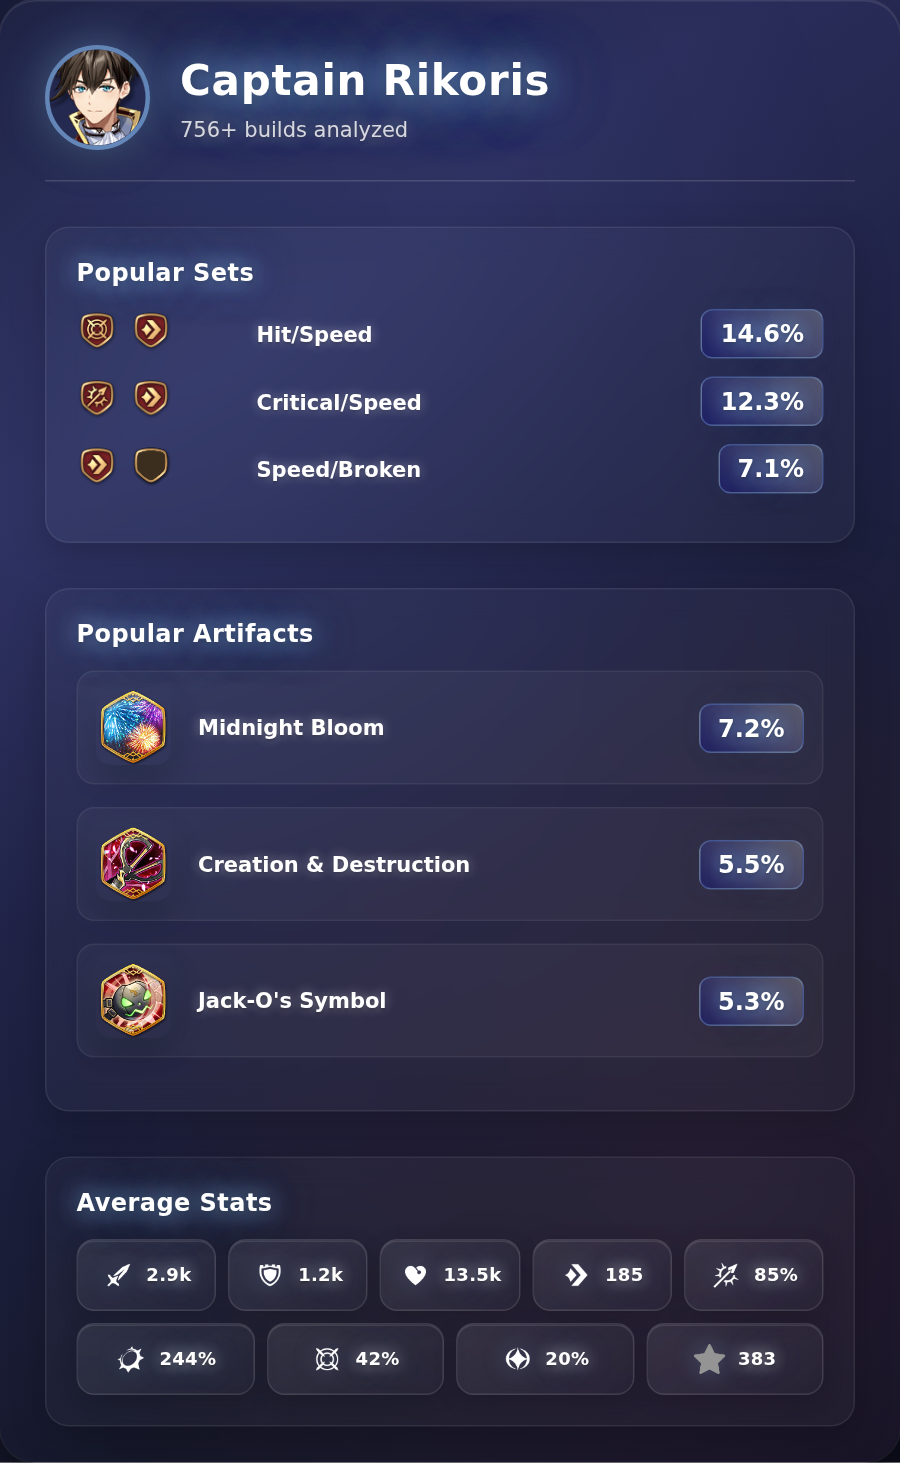 Captain Rikoris
756+ builds analyzed
Popular Sets
Hit/Speed 14.6%
Critical/Speed 12.3%
Speed/Broken 7.1%
Popular Artifacts
Midnight Bloom 7.2%
Creation & Destruction 5.5%
Jack-O's Symbol 5.3%
Average Stats
2.9k 1.2k 13.5k 185 85%
244% 42% 20% 383